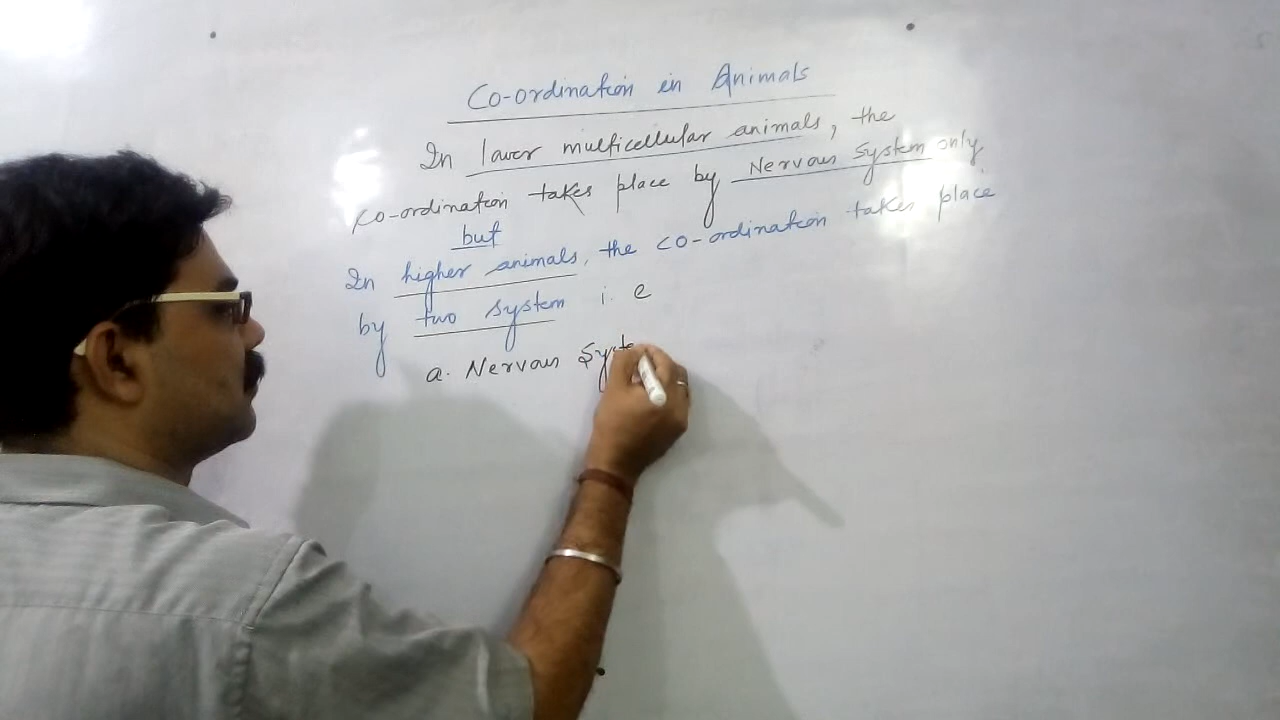 Co-ordination in Animals
In lower multicellular animals, the
co-ordination takes place by Nervous System only
but
In higher animals, the co-ordination takes place
by two system i. e
a. Nervous Syste